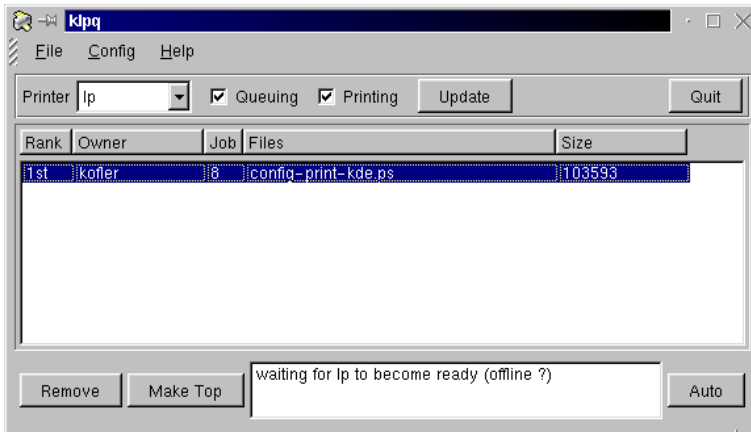 klpq
File Config Help
Printer lp Queuing Printing Update Quit
Rank Owner Job Files Size
1st kofler 8 config-print-kde.ps 103593
Remove Make Top waiting for lp to become ready (offline ?) Auto